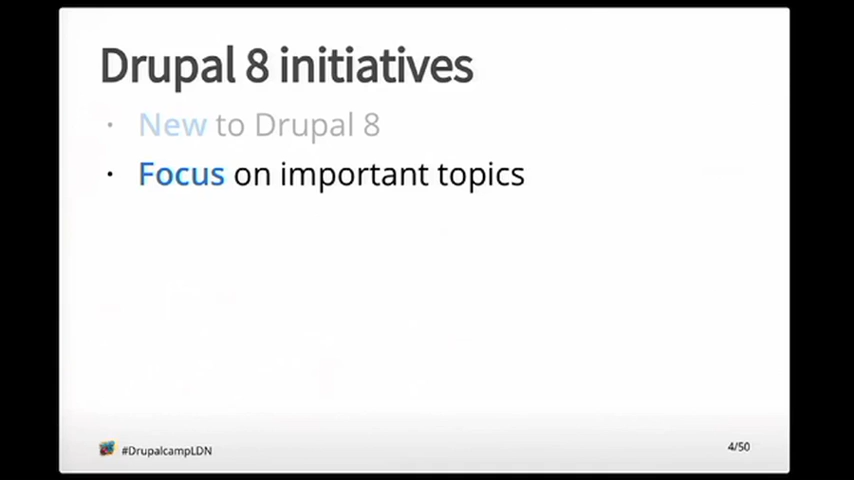 Drupal 8 initiatives
· New to Drupal 8
· Focus on important topics
#DrupalcampLDN
4/50